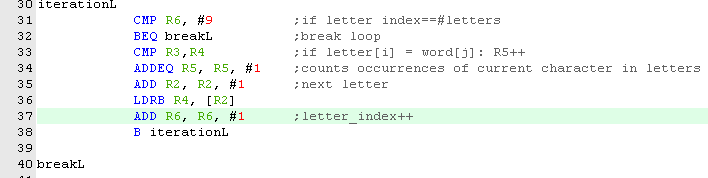 30 iterationL
31 CMP R6, #9 ;if letter index==#letters
32 BEQ breakL ;break loop
33 CMP R3,R4 ;if letter[i] = word[j]: R5++
34 ADDEQ R5, R5, #1 ;counts occurrences of current character in letters
35 ADD R2, R2, #1 ;next letter
36 LDRB R4, [R2]
37 ADD R6, R6, #1 ;letter_index++
38 B iterationL
39
40 breakL